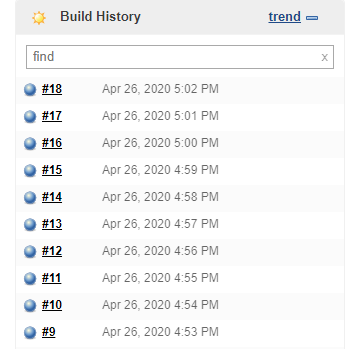 Build History trend
find x
#18 Apr 26, 2020 5:02 PM
#17 Apr 26, 2020 5:01 PM
#16 Apr 26, 2020 5:00 PM
#15 Apr 26, 2020 4:59 PM
#14 Apr 26, 2020 4:58 PM
#13 Apr 26, 2020 4:57 PM
#12 Apr 26, 2020 4:56 PM
#11 Apr 26, 2020 4:55 PM
#10 Apr 26, 2020 4:54 PM
#9 Apr 26, 2020 4:53 PM